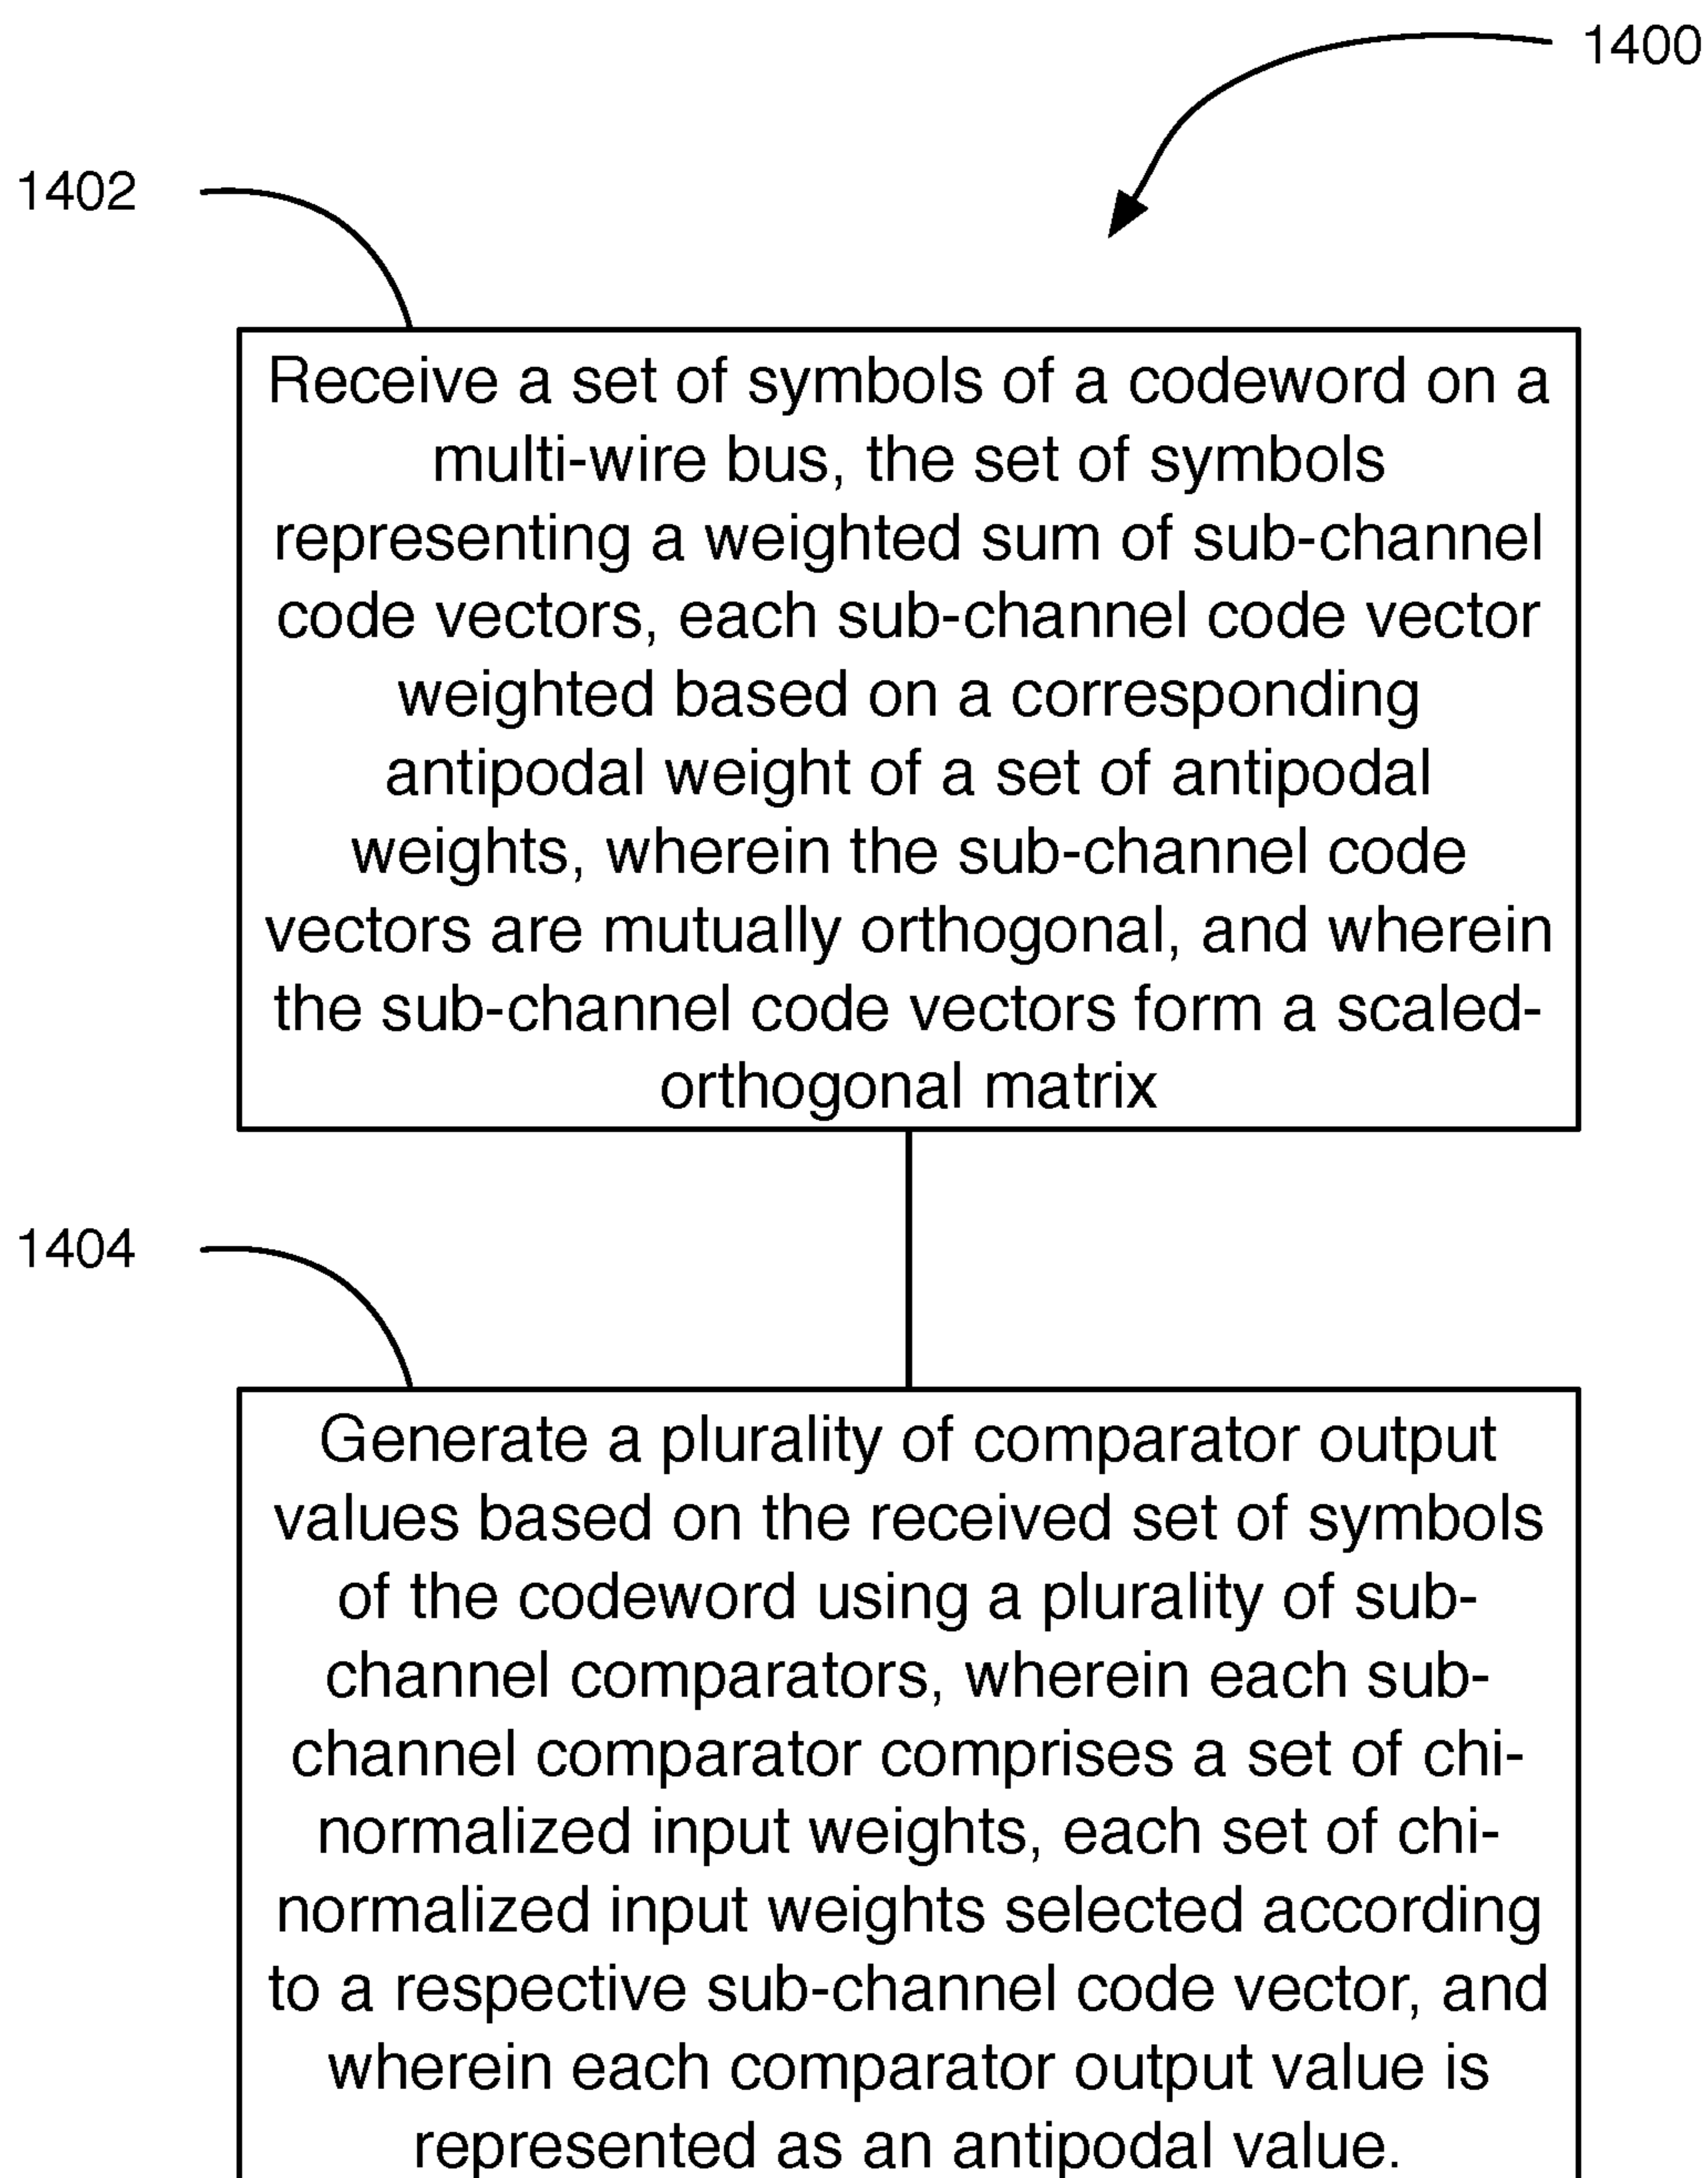 1400
1402
Receive a set of symbols of a codeword on a
multi-wire bus, the set of symbols
representing a weighted sum of sub-channel
code vectors, each sub-channel code vector
weighted based on a corresponding
antipodal weight of a set of antipodal
weights, wherein the sub-channel code
vectors are mutually orthogonal, and wherein
the sub-channel code vectors form a scaled-
orthogonal matrix
1404
Generate a plurality of comparator output
values based on the received set of symbols
of the codeword using a plurality of sub-
channel comparators, wherein each sub-
channel comparator comprises a set of chi-
normalized input weights, each set of chi-
normalized input weights selected according
to a respective sub-channel code vector, and
wherein each comparator output value is
represented as an antipodal value.